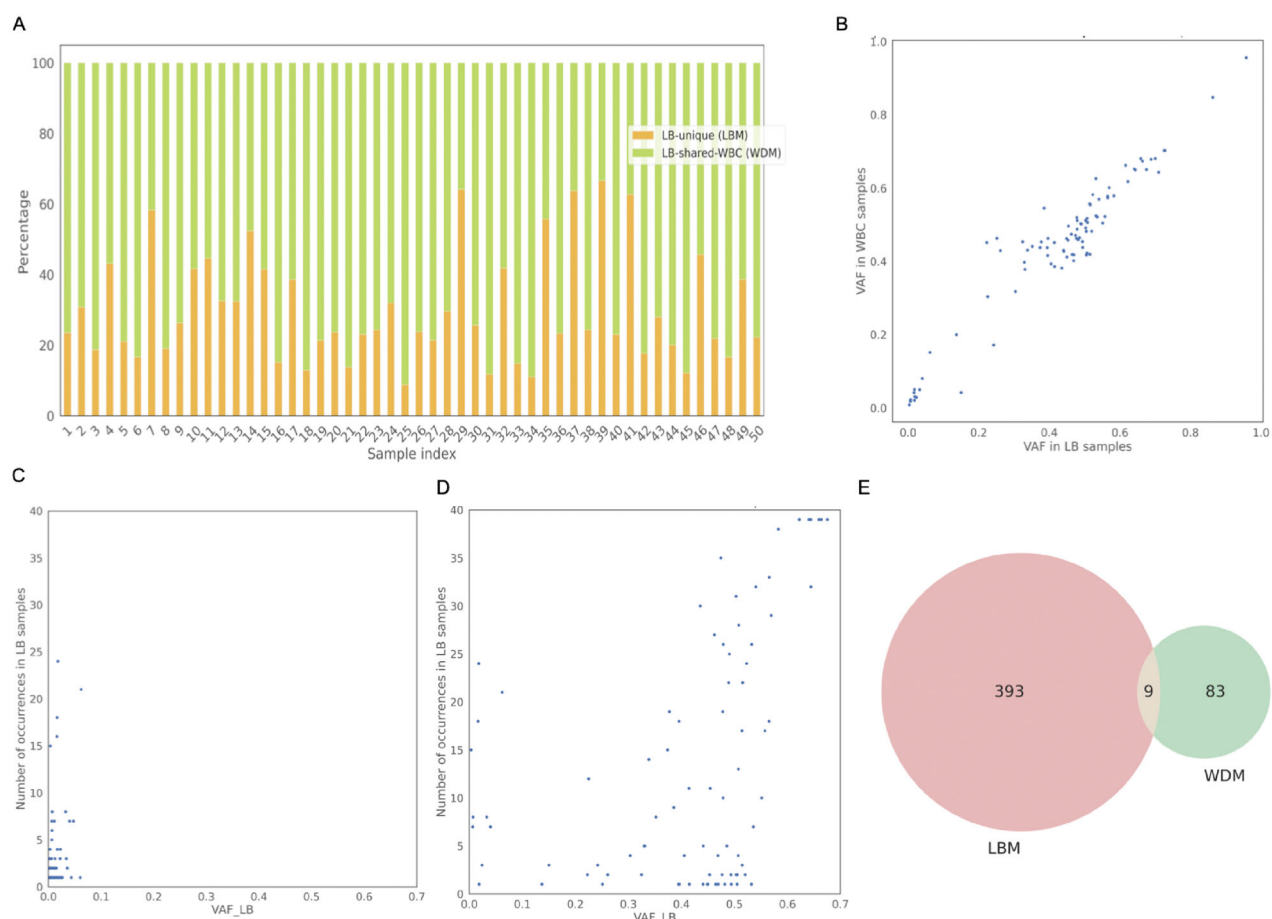 A
100
80
60
40
20
0
Percentage
LB-unique (LBM)
LB-shared-WBC (WDM)
1 2 3 4 5 6 7 8 9 10 11 12 13 14 15 16 17 18 19 20 21 22 23 24 25 26 27 28 29 30 31 32 33 34 35 36 37 38 39 40 41 42 43 44 45 46 47 48 49 50
Sample index
B
1.0
0.8
0.6
0.4
0.2
0.0
VAF in WBC samples
0.0 0.2 0.4 0.6 0.8 1.0
VAF in LB samples
C
40
35
30
25
20
15
10
5
0
Number of occurrences in LB samples
0.0 0.1 0.2 0.3 0.4 0.5 0.6 0.7
VAF_LB
D
40
35
30
25
20
15
10
5
0
Number of occurrences in LB samples
0.0 0.1 0.2 0.3 0.4 0.5 0.6 0.7
VAF_LB
E
393
9
83
WDM
LBM